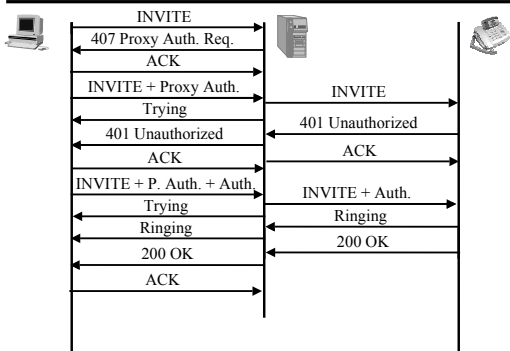 INVITE
407 Proxy Auth. Req.
ACK
INVITE + Proxy Auth.
INVITE
Trying
401 Unauthorized
401 Unauthorized
ACK
ACK
INVITE + P. Auth. + Auth.
INVITE + Auth.
Trying
Ringing
Ringing
200 OK
200 OK
ACK